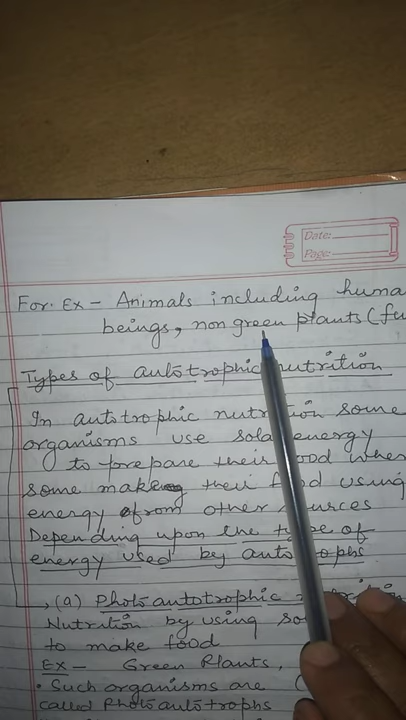 Date:
Page:
For. Ex - Animals including huma
beings, non green plants (fu
Types of autotrophic nutrition
In autotrophic nutrition some
organisms use solar energy
to prepare their food when
some make their food using
energy from other sources
Depending upon the type of
energy used by autotrophs
(a) Photoautotrophic
Nutrition by using
to make food
Ex- Green Plants,
• Such organisms are
called Photoautotrophs